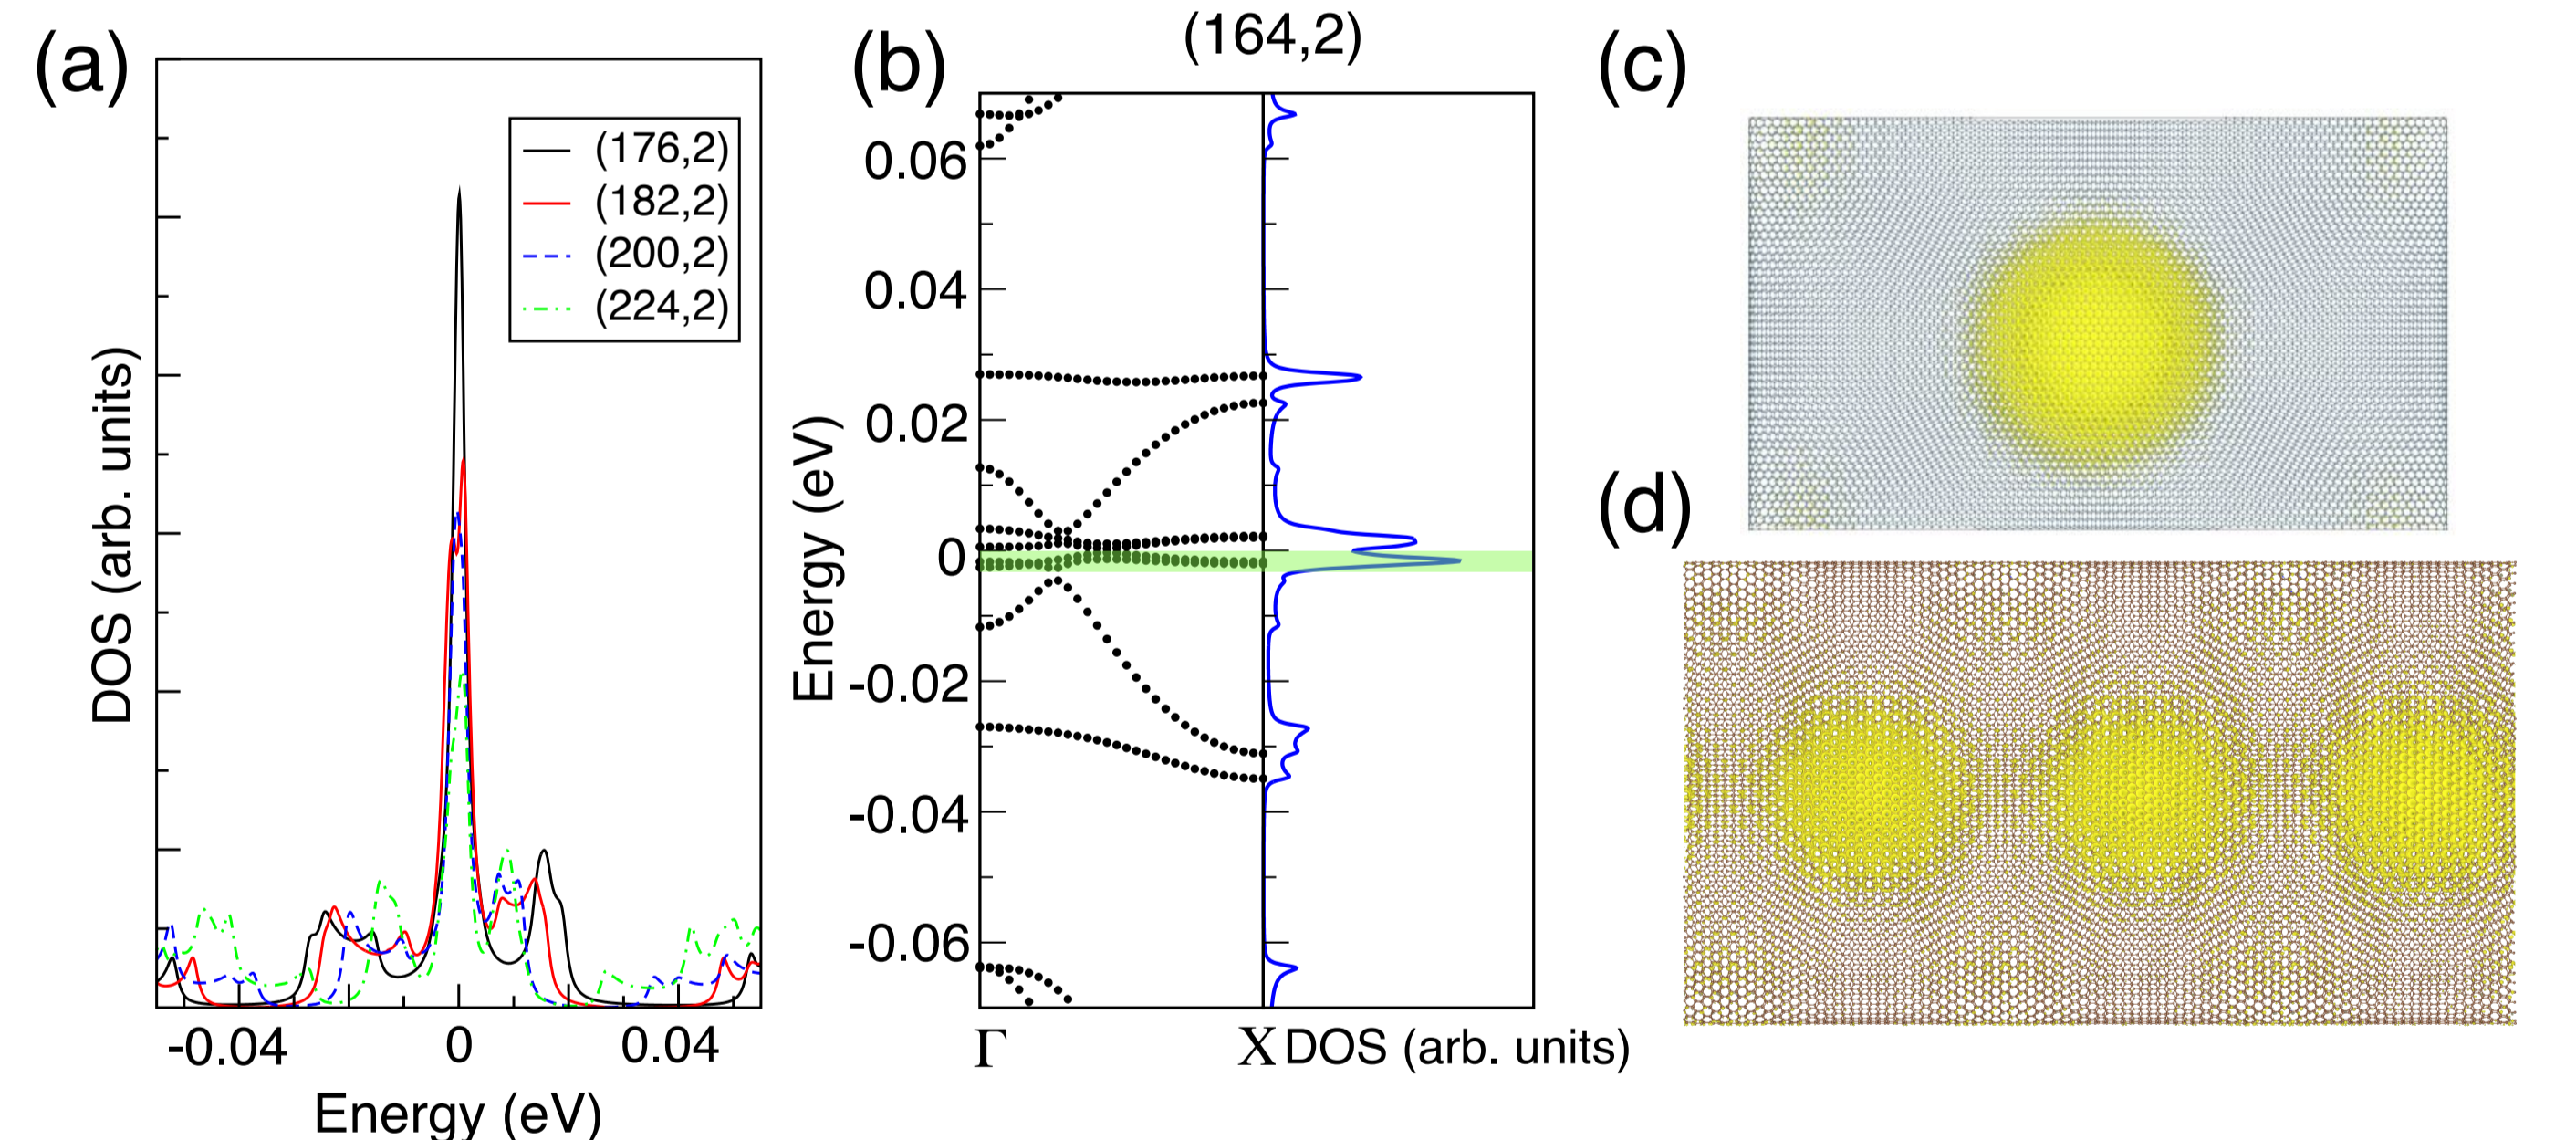 (a)
(176,2)
(182,2)
(200,2)
(224,2)
DOS (arb. units)
-0.04
0
0.04
Energy (eV)
(b)
(164,2)
0.06
0.04
0.02
0
-0.02
-0.04
-0.06
Energy (eV)
Γ
X
DOS (arb. units)
(c)
(d)